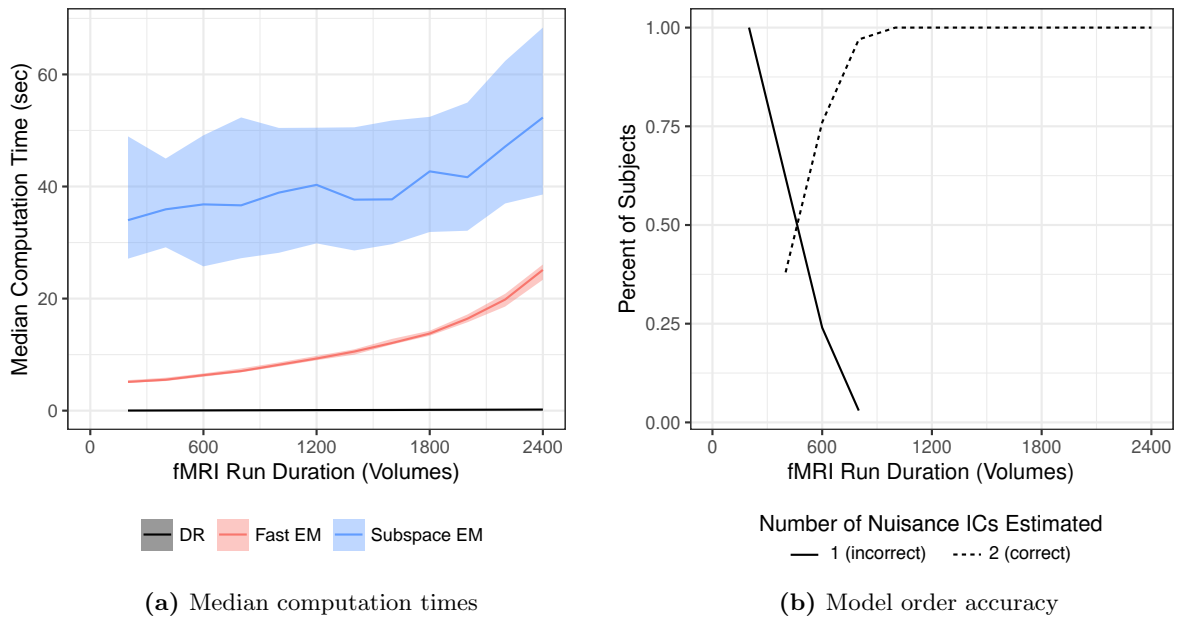 Median Computation Time (sec)
60
40
20
0
0 600 1200 1800 2400
fMRI Run Duration (Volumes)
DR Fast EM Subspace EM
(a) Median computation times
Percent of Subjects
1.00
0.75
0.50
0.25
0.00
0 600 1200 1800 2400
fMRI Run Duration (Volumes)
Number of Nuisance ICs Estimated
1 (incorrect) 2 (correct)
(b) Model order accuracy